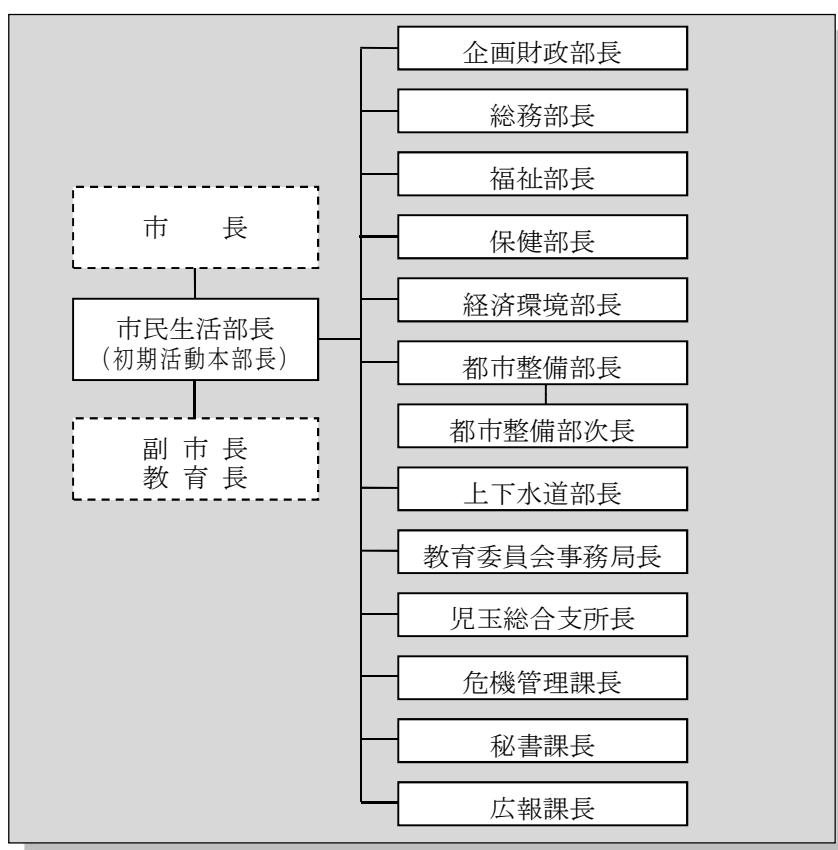 市　　長
市民生活部長
（初期活動本部長）
副 市 長
教 育 長
企画財政部長
総務部長
福祉部長
保健部長
経済環境部長
都市整備部長
都市整備部次長
上下水道部長
教育委員会事務局長
児玉総合支所長
危機管理課長
秘書課長
広報課長